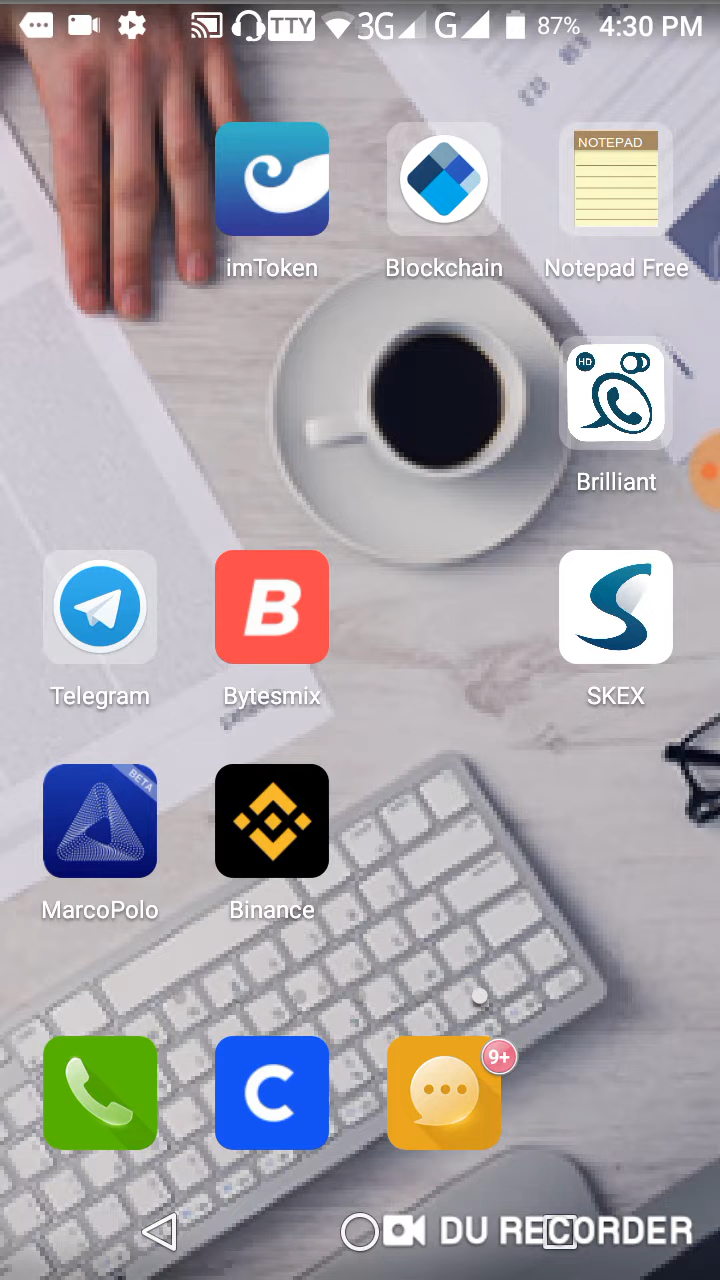 TTY 3G G 87% 4:30 PM
NOTEPAD
imToken Blockchain Notepad Free
HD
Brilliant
B
Telegram Bytesmix SKEX
BETA
MarcoPolo Binance
9+
C
DU RECORDER